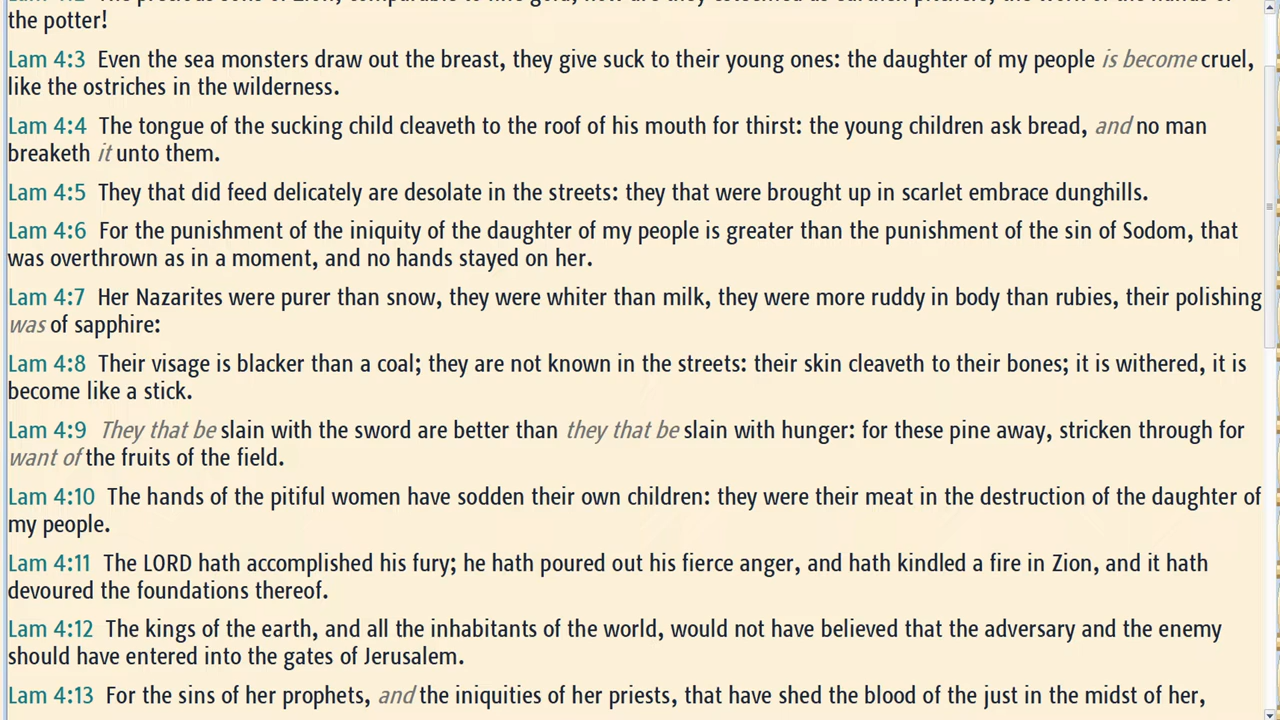 the potter!
Lam 4:3 Even the sea monsters draw out the breast, they give suck to their young ones: the daughter of my people is become cruel,
like the ostriches in the wilderness.
Lam 4:4 The tongue of the sucking child cleaveth to the roof of his mouth for thirst: the young children ask bread, and no man
breaketh it unto them.
Lam 4:5 They that did feed delicately are desolate in the streets: they that were brought up in scarlet embrace dunghills.
Lam 4:6 For the punishment of the iniquity of the daughter of my people is greater than the punishment of the sin of Sodom, that
was overthrown as in a moment, and no hands stayed on her.
Lam 4:7 Her Nazarites were purer than snow, they were whiter than milk, they were more ruddy in body than rubies, their polishing
was of sapphire:
Lam 4:8 Their visage is blacker than a coal; they are not known in the streets: their skin cleaveth to their bones; it is withered, it is
become like a stick.
Lam 4:9 They that be slain with the sword are better than they that be slain with hunger: for these pine away, stricken through for
want of the fruits of the field.
Lam 4:10 The hands of the pitiful women have sodden their own children: they were their meat in the destruction of the daughter of
my people.
Lam 4:11 The LORD hath accomplished his fury; he hath poured out his fierce anger, and hath kindled a fire in Zion, and it hath
devoured the foundations thereof.
Lam 4:12 The kings of the earth, and all the inhabitants of the world, would not have believed that the adversary and the enemy
should have entered into the gates of Jerusalem.
Lam 4:13 For the sins of her prophets, and the iniquities of her priests, that have shed the blood of the just in the midst of her,